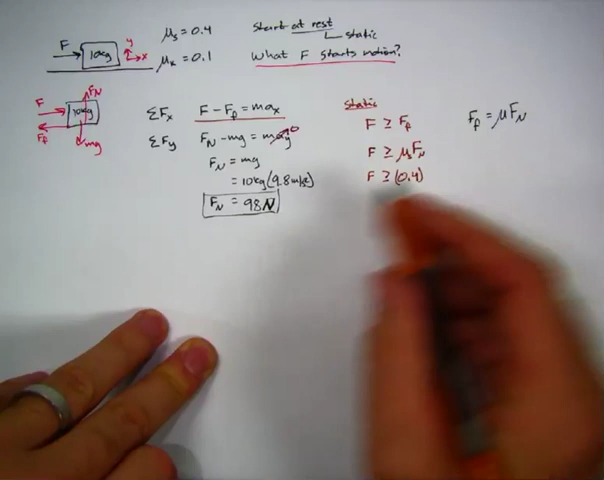 F
10kg
y
x
μs = 0.4
μk = 0.1
Start at rest
static
What F starts motion?
F
FN
10kg
Ff
mg
ΣFx F - Ff = max
ΣFy FN - mg = may 0
FN = mg
= 10kg(9.8m/s²)
FN = 98N
Static
F ≥ Ff
F ≥ μsFN
F ≥ (0.4)
Ff = μFN